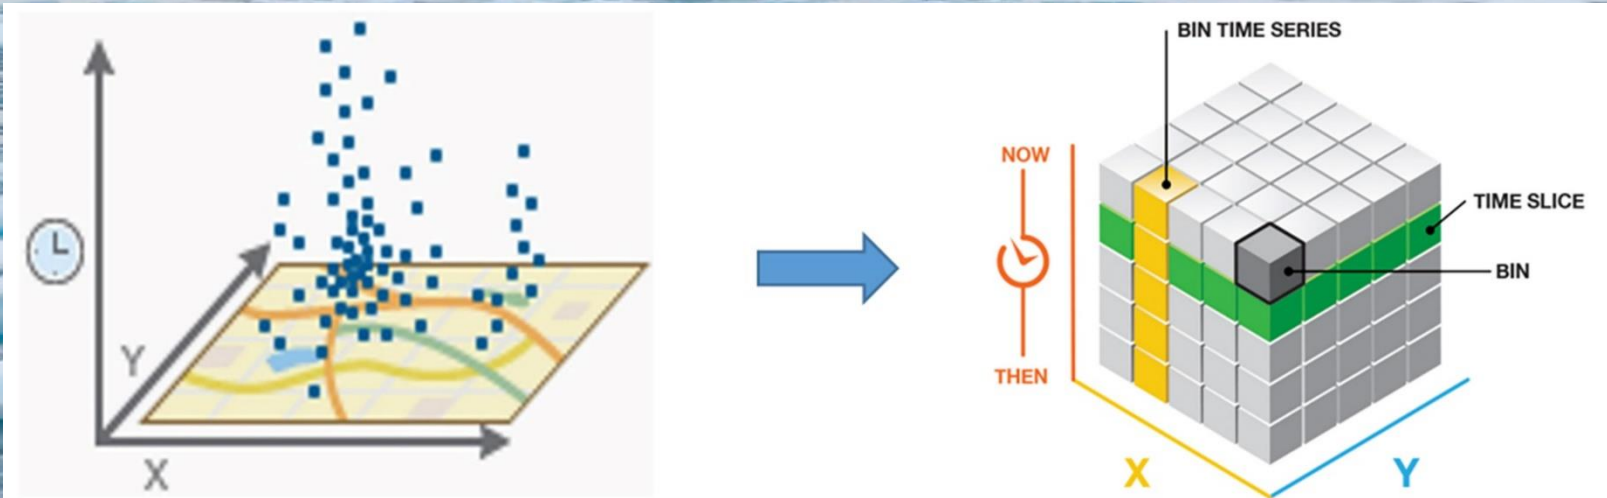 Y
X
BIN TIME SERIES
NOW
TIME SLICE
BIN
THEN
X
Y